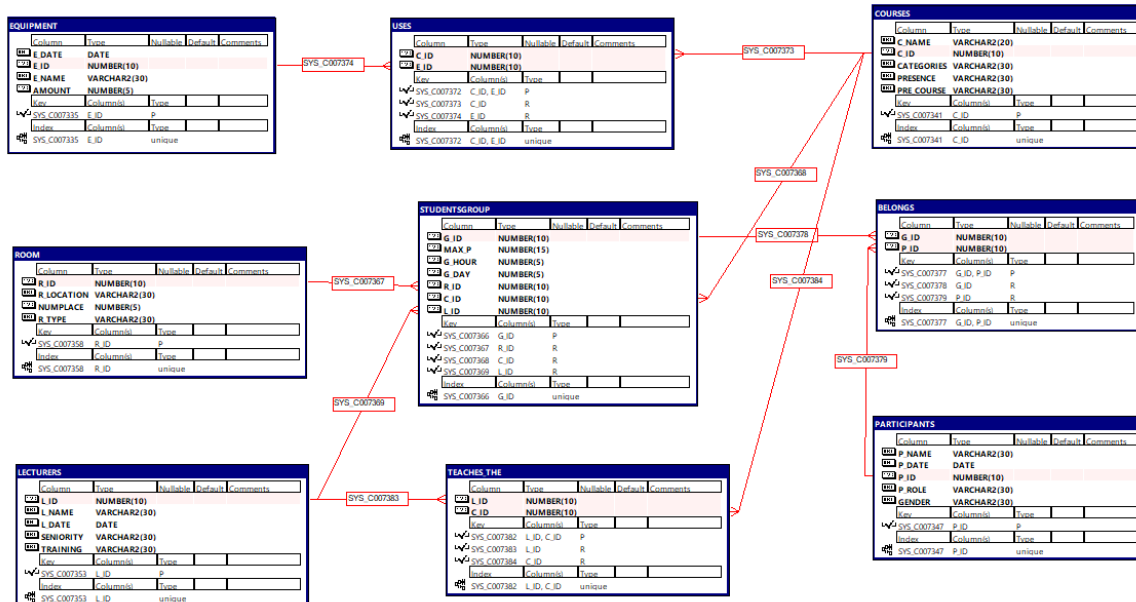 EQUIPMENT
Column Type Nullable Default Comments
E_DATE DATE
E_ID NUMBER(10)
E_NAME VARCHAR2(30)
AMOUNT NUMBER(5)
Key Column(s) Type
SYS_C007335 E_ID P
Index Column(s) Type
SYS_C007335 E_ID unique
SYS_C007374
USES
Column Type Nullable Default Comments
C_ID NUMBER(10)
E_ID NUMBER(10)
Key Column(s) Type
SYS_C007372 C_ID, E_ID P
SYS_C007373 C_ID R
SYS_C007374 E_ID R
Index Column(s) Type
SYS_C007372 C_ID, E_ID unique
SYS_C007373
COURSES
Column Type Nullable Default Comments
C_NAME VARCHAR2(20)
C_ID NUMBER(10)
CATEGORIES VARCHAR2(30)
PRESENCE VARCHAR2(30)
PRE_COURSE VARCHAR2(30)
Key Column(s) Type
SYS_C007341 C_ID P
Index Column(s) Type
SYS_C007341 C_ID unique
SYS_C007368
ROOM
Column Type Nullable Default Comments
R_ID NUMBER(10)
R_LOCATION VARCHAR2(30)
NUMPLACE NUMBER(5)
R_TYPE VARCHAR2(30)
Key Column(s) Type
SYS_C007358 R_ID P
Index Column(s) Type
SYS_C007358 R_ID unique
SYS_C007367
STUDENTSGROUP
Column Type Nullable Default Comments
G_ID NUMBER(10)
MAX_P NUMBER(15)
G_HOUR NUMBER(5)
G_DAY NUMBER(5)
R_ID NUMBER(10)
C_ID NUMBER(10)
L_ID NUMBER(10)
Key Column(s) Type
SYS_C007366 G_ID P
SYS_C007367 R_ID R
SYS_C007368 C_ID R
SYS_C007369 L_ID R
Index Column(s) Type
SYS_C007366 G_ID unique
SYS_C007378
SYS_C007384
BELONGS
Column Type Nullable Default Comments
G_ID NUMBER(10)
P_ID NUMBER(10)
Key Column(s) Type
SYS_C007377 G_ID, P_ID P
SYS_C007378 G_ID R
SYS_C007379 P_ID R
Index Column(s) Type
SYS_C007377 G_ID, P_ID unique
SYS_C007379
SYS_C007369
LECTURERS
Column Type Nullable Default Comments
L_ID NUMBER(10)
L_NAME VARCHAR2(30)
L_DATE DATE
SENIORITY VARCHAR2(30)
TRAINING VARCHAR2(30)
Key Column(s) Type
SYS_C007353 L_ID P
Index Column(s) Type
SYS_C007353 L_ID unique
SYS_C007383
TEACHES_THE
Column Type Nullable Default Comments
L_ID NUMBER(10)
C_ID NUMBER(10)
Key Column(s) Type
SYS_C007382 L_ID, C_ID P
SYS_C007383 L_ID R
SYS_C007384 C_ID R
Index Column(s) Type
SYS_C007382 L_ID, C_ID unique
PARTICIPANTS
Column Type Nullable Default Comments
P_NAME VARCHAR2(30)
P_DATE DATE
P_ID NUMBER(10)
P_ROLE VARCHAR2(30)
GENDER VARCHAR2(30)
Key Column(s) Type
SYS_C007347 P_ID P
Index Column(s) Type
SYS_C007347 P_ID unique